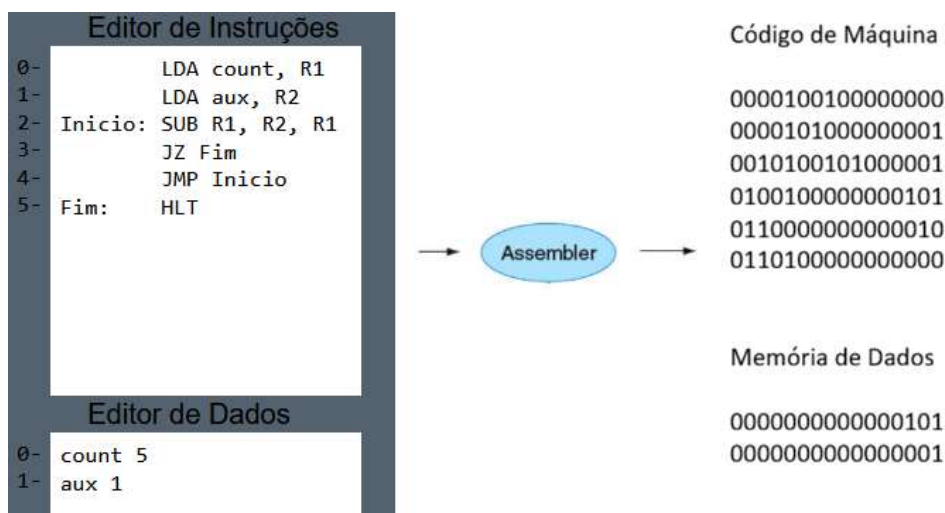 Editor de Instruções
0- LDA count, R1
1- LDA aux, R2
2- Inicio: SUB R1, R2, R1
3- JZ Fim
4- JMP Inicio
5- Fim: HLT
Editor de Dados
0- count 5
1- aux 1
Assembler
Código de Máquina
0000100100000000
0000101000000001
0010100101000001
0100100000000101
0110000000000010
0110100000000000
Memória de Dados
0000000000000101
0000000000000001